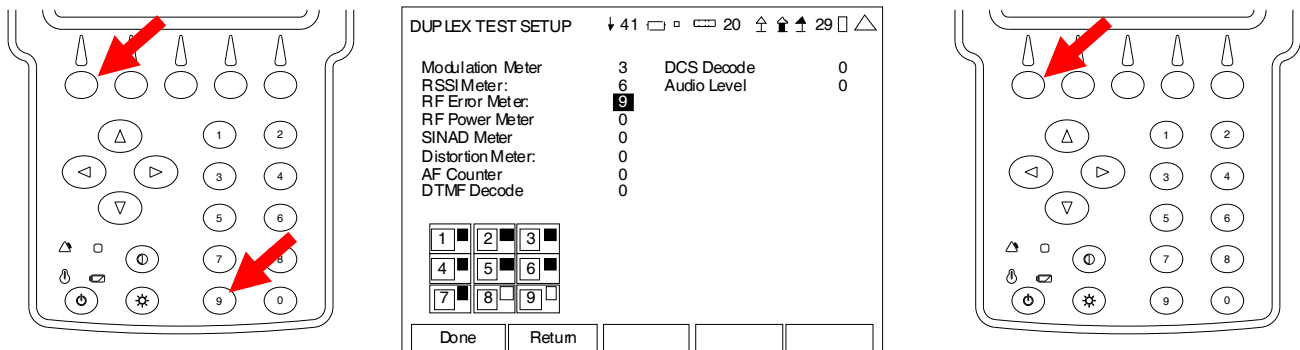 1 2
3 4
5 6
7 8
9 0
DUPLEX TEST SETUP 41 20 29
Modulation Meter 3 DCS Decode 0
RSSI Meter: 6 Audio Level 0
RF Error Meter: 9
RF Power Meter 0
SINAD Meter 0
Distortion Meter: 0
AF Counter 0
DTMF Decode 0
1 2 3
4 5 6
7 8 9
Done Return
1 2
3 4
5 6
7 8
9 0